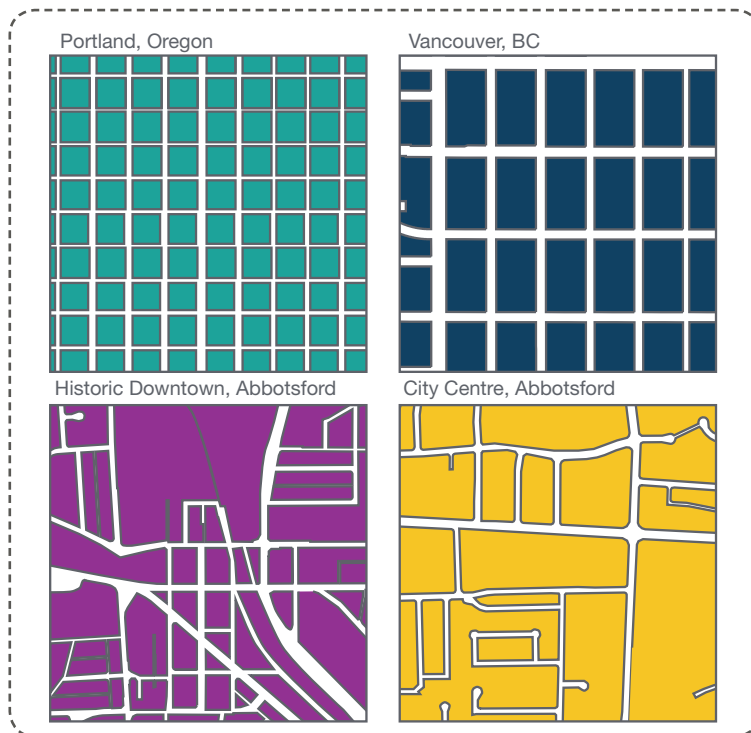 Portland, Oregon
Vancouver, BC
Historic Downtown, Abbotsford
City Centre, Abbotsford